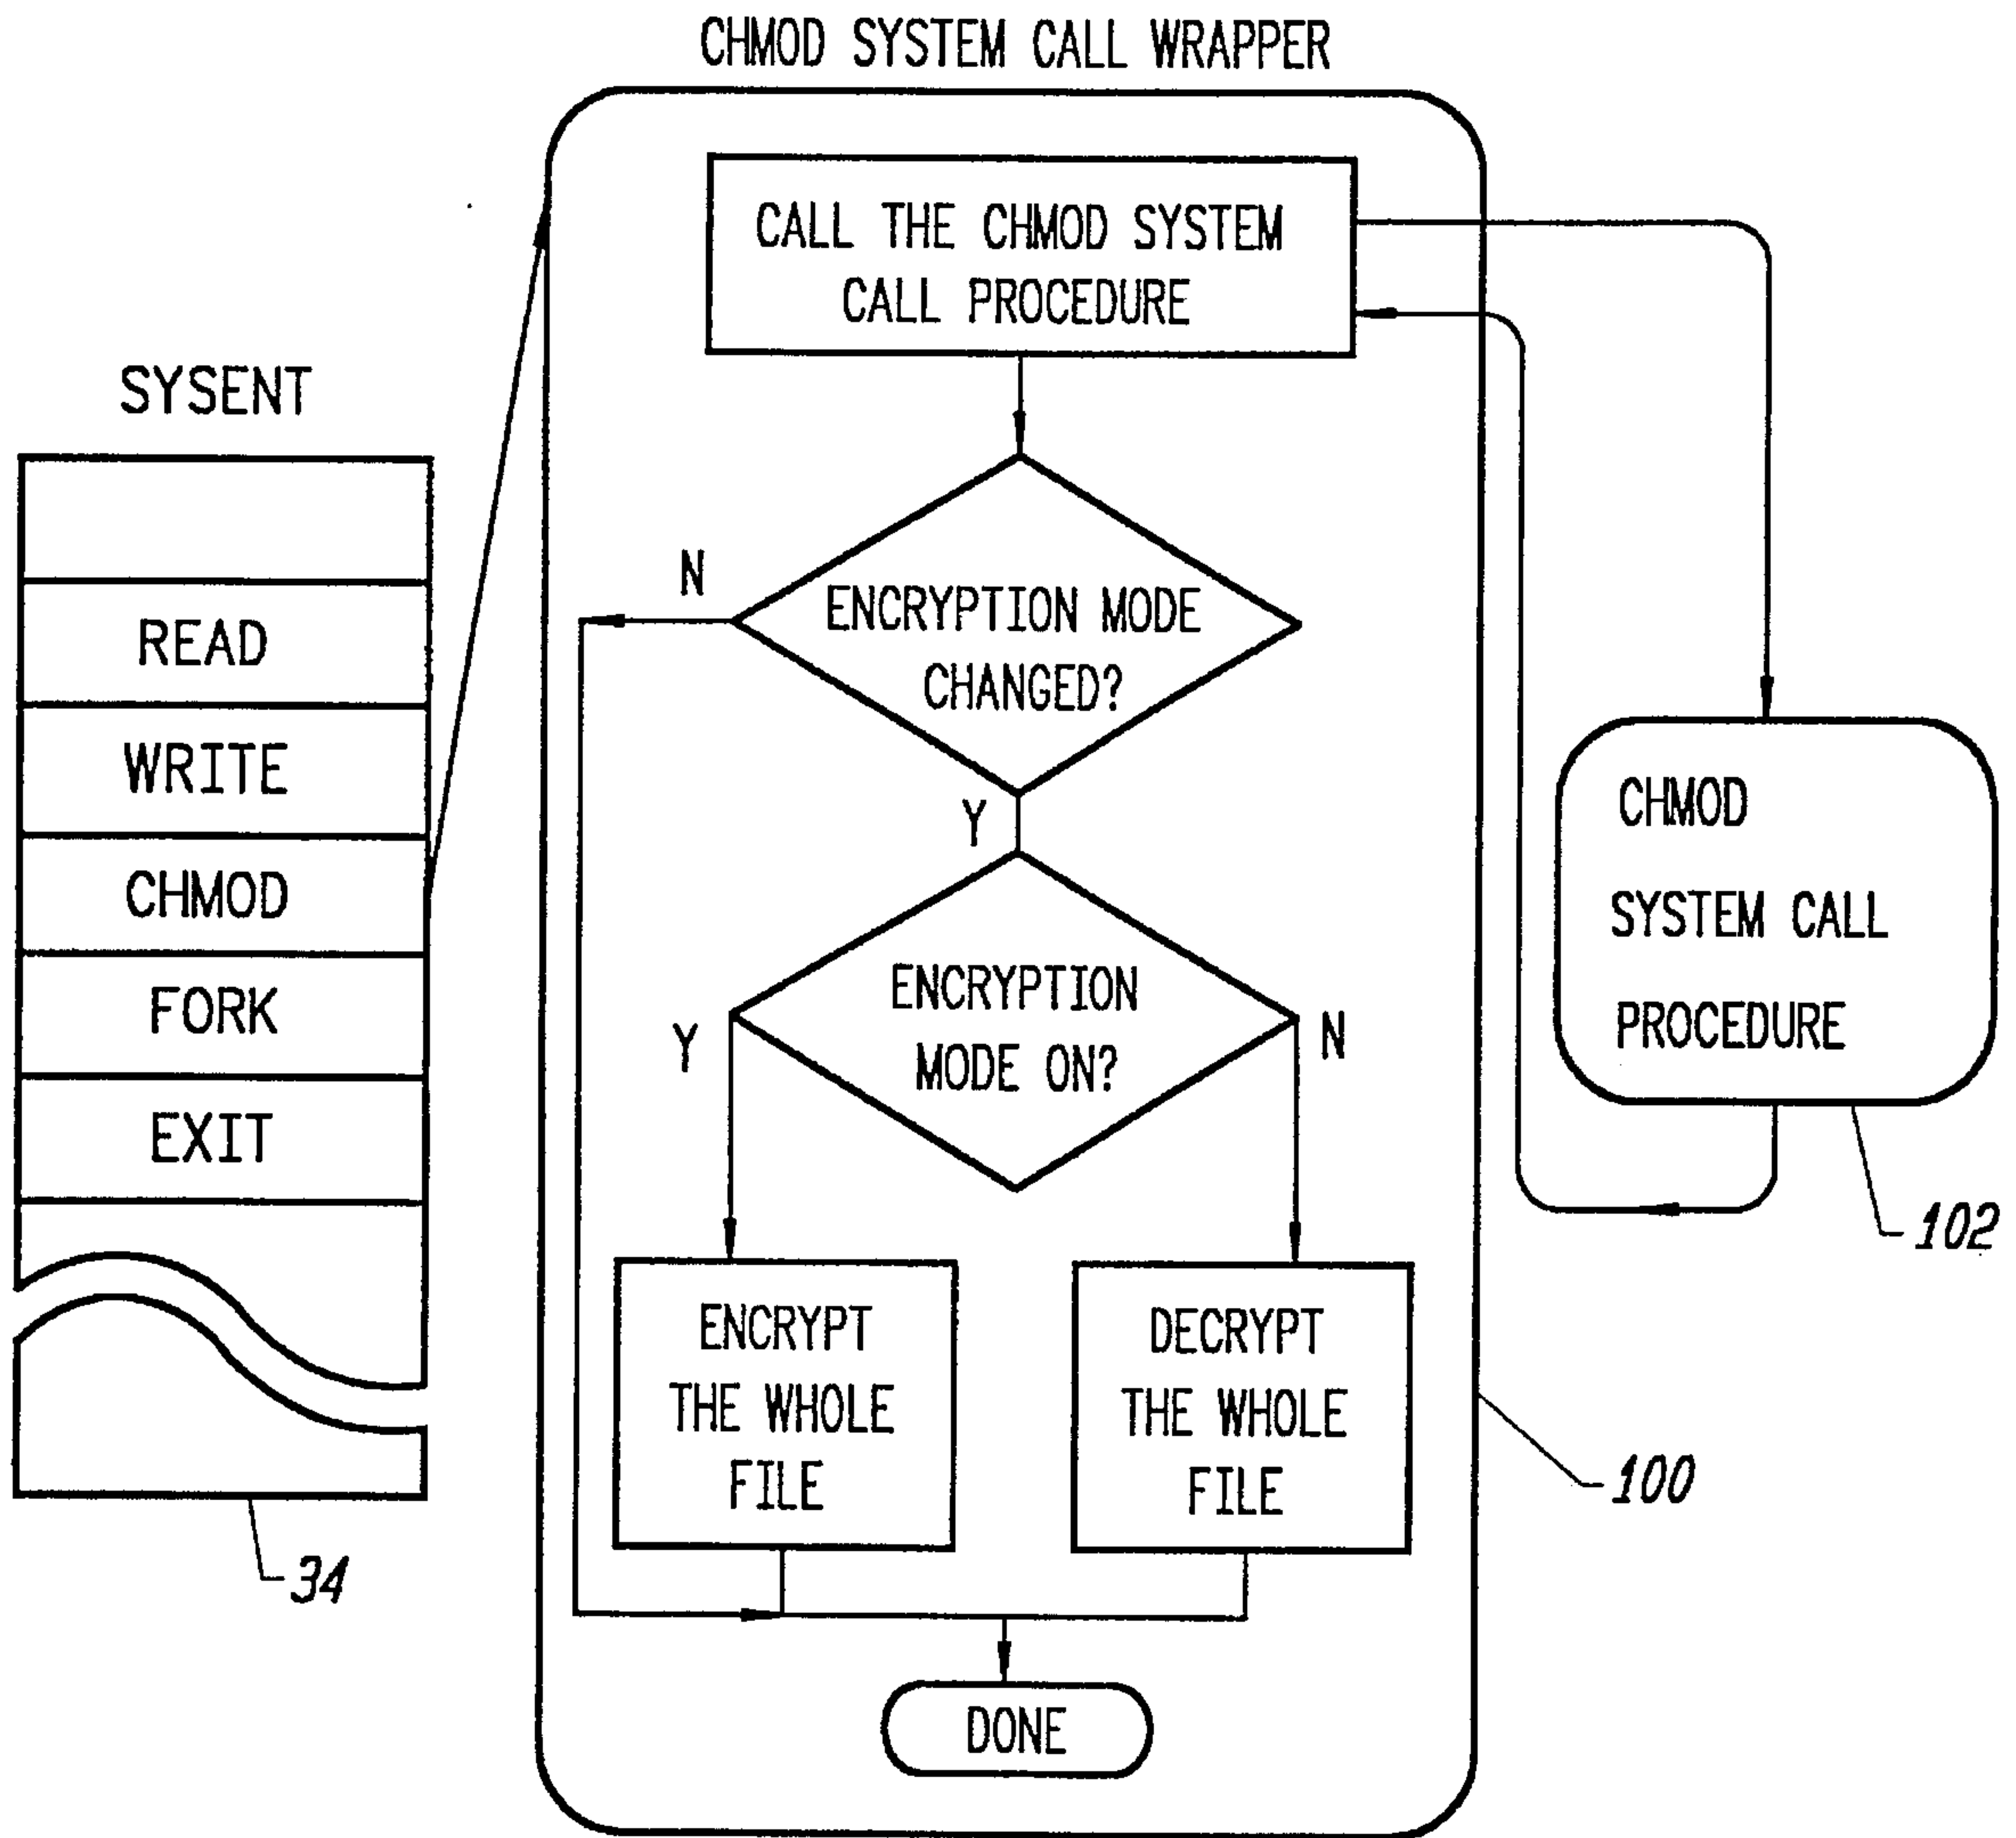 CHMOD SYSTEM CALL WRAPPER
CALL THE CHMOD SYSTEM
CALL PROCEDURE
SYSENT
READ
WRITE
CHMOD
FORK
EXIT
34
N
ENCRYPTION MODE
CHANGED?
Y
ENCRYPTION
MODE ON?
Y
N
ENCRYPT
THE WHOLE
FILE
DECRYPT
THE WHOLE
FILE
DONE
100
CHMOD
SYSTEM CALL
PROCEDURE
102